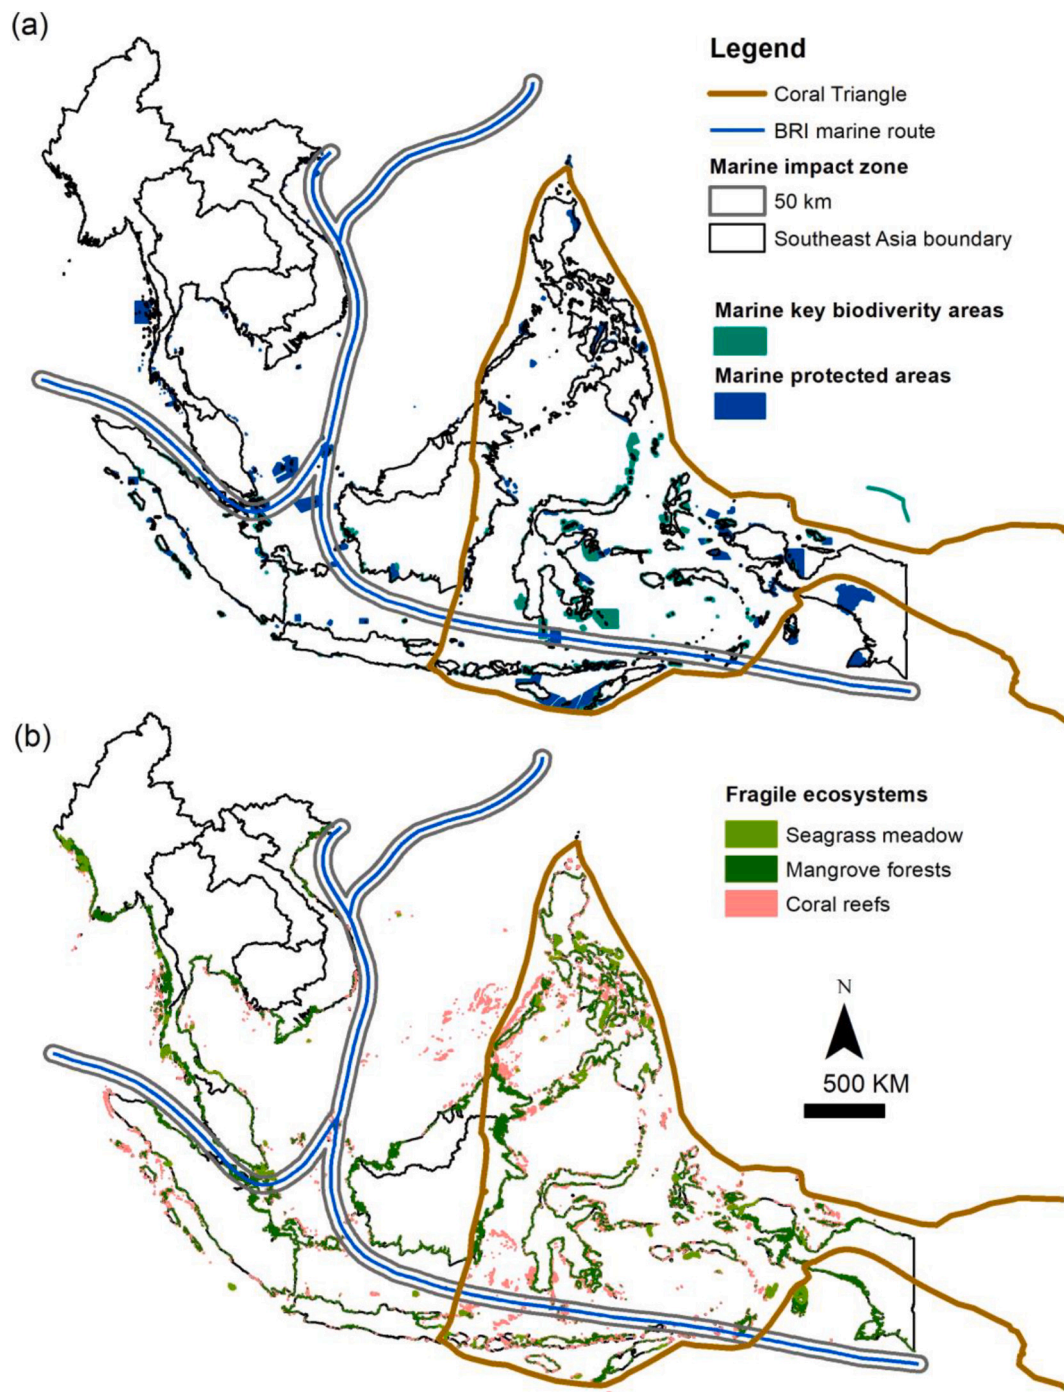 (a)
Legend
Coral Triangle
BRI marine route
Marine impact zone
50 km
Southeast Asia boundary
Marine key biodiverity areas
Marine protected areas
(b)
Fragile ecosystems
Seagrass meadow
Mangrove forests
Coral reefs
N
500 KM